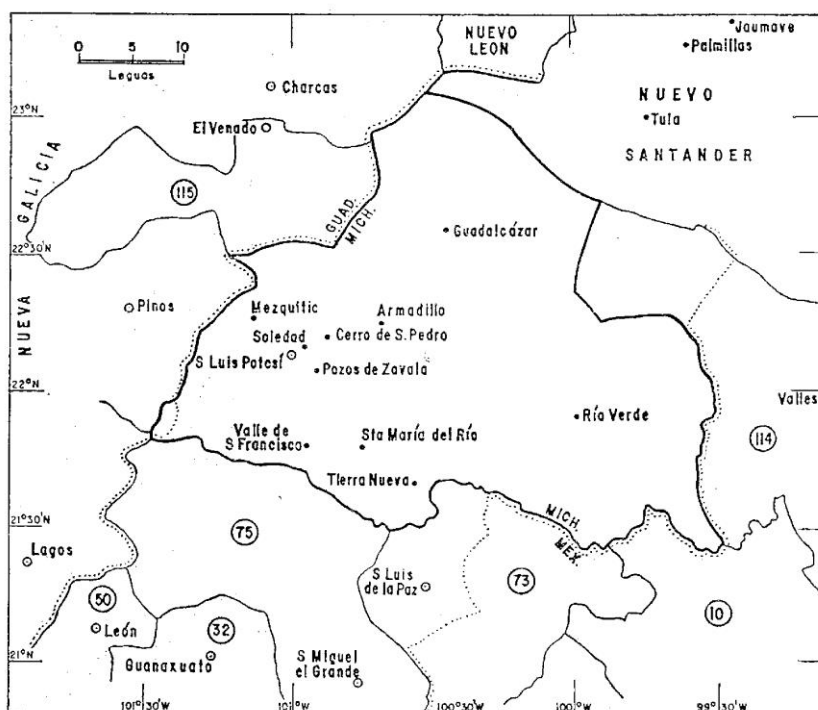 NUEVO
LEON
Jaumave
Palmillas
0 5 10
Leguas
Charcas
23°N
El Venado
NUEVO
Tula
SANTANDER
GALICIA
115
GUAD.
MICH.
Guadalcázar
22°30'N
Pinos
NUEVA
Mezquitic
Armadillo
Soledad
Cerro de S. Pedro
S Luis Potosí
Pozos de Zavala
22°N
Valles
Río Verde
Valle de
S Francisco
Sta María del Río
114
Tierra Nueva
21°30'N
MICH.
MEX.
75
Lagos
S Luis
de la Paz
73
50
10
León
32
Guanaxuato
S Miguel
el Grande
21°N
101°30'W
101°W
100°30'W
100°W
99°30'W